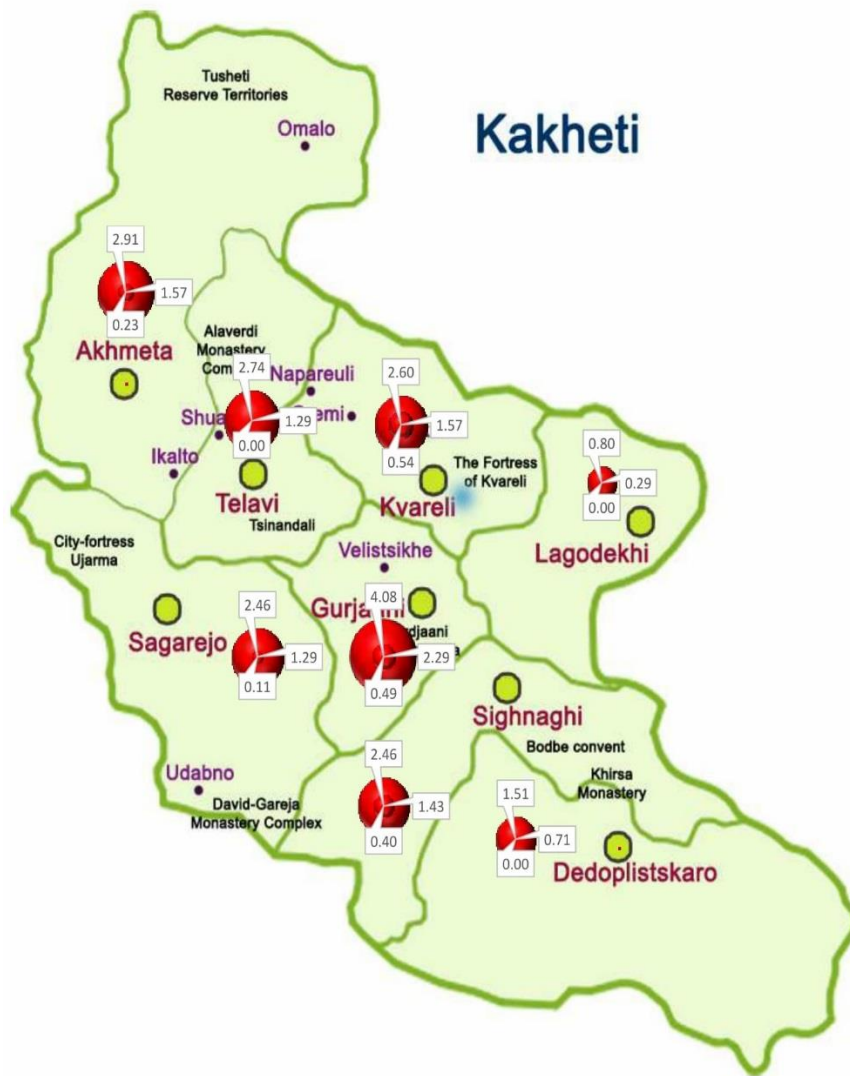 Tusheti
Reserve Territories
Omalo
Kakheti
2.91
1.57
0.23
Akhmeta
Alaverdi
Monastery
2.74
1.29
0.00
Napareuli
Ikalto
Telavi
Tsinandali
2.60
1.57
0.54
Kvareli
The Fortress
of Kvareli
0.80
0.29
0.00
Lagodekhi
City-fortress
Ujarma
Velistsikhe
Sagarejo
2.46
1.29
0.11
4.08
2.29
0.49
Sighnaghi
Bodbe convent
Khirsa
Monastery
Udabno
David-Gareja
Monastery Complex
2.46
1.43
0.40
1.51
0.71
0.00
Dedoplistskaro